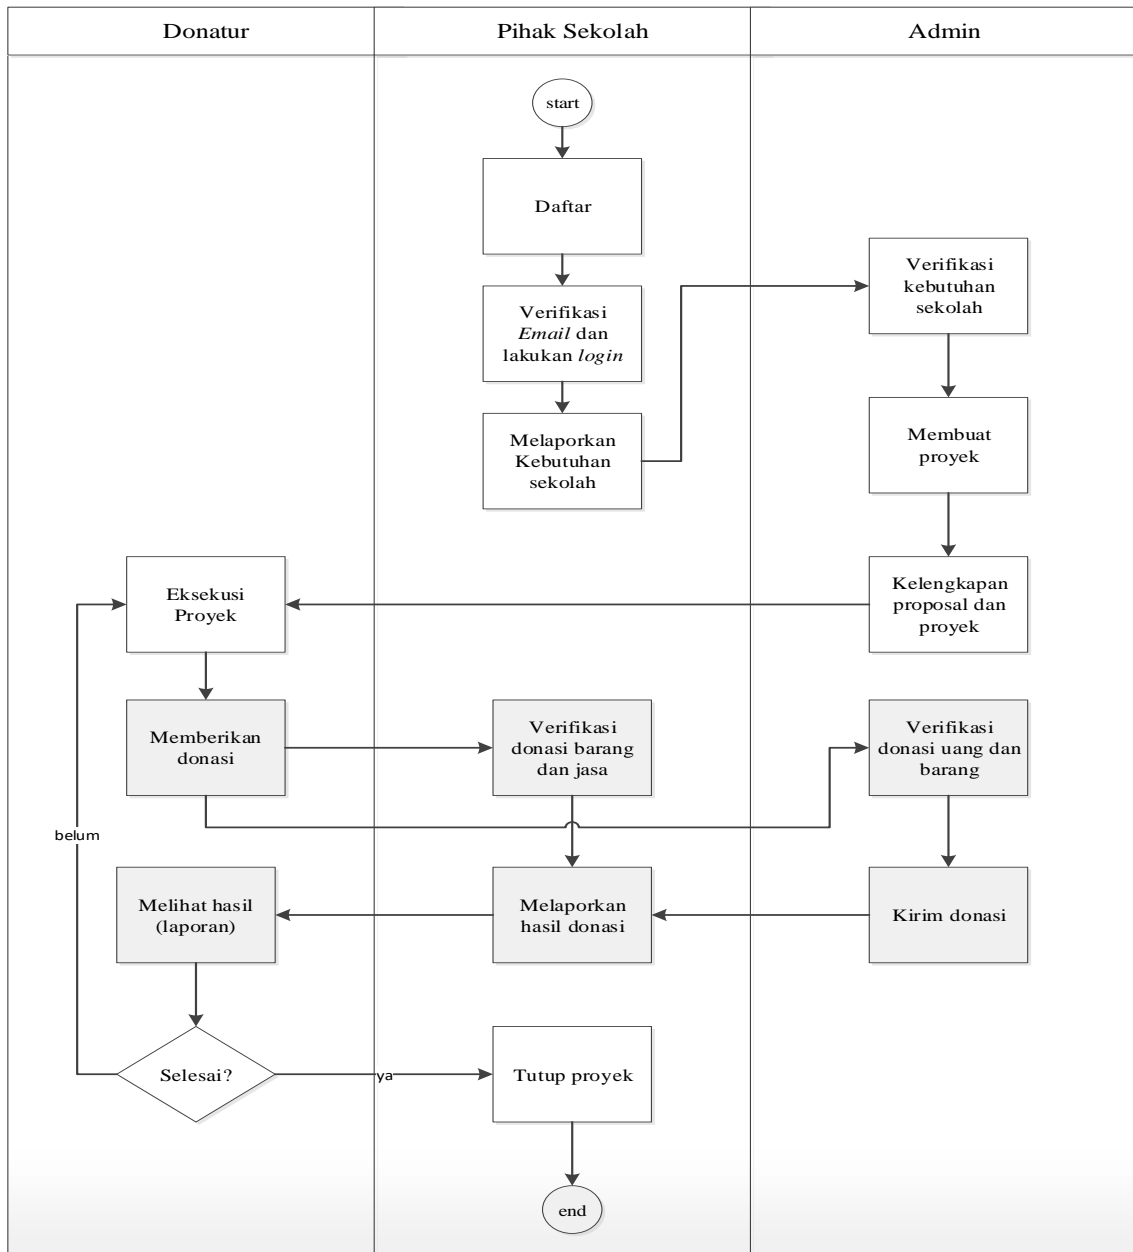 Donatur
Pihak Sekolah
Admin
start
Daftar
Verifikasi
Email dan
lakukan login
Melaporkan
Kebutuhan
sekolah
Verifikasi
kebutuhan
sekolah
Membuat
proyek
Kelengkapan
proposal dan
proyek
Eksekusi
Proyek
Memberikan
donasi
Verifikasi
donasi barang
dan jasa
Verifikasi
donasi uang dan
barang
belum
Melihat hasil
(laporan)
Melaporkan
hasil donasi
Kirim donasi
Selesai?
ya
Tutup proyek
end